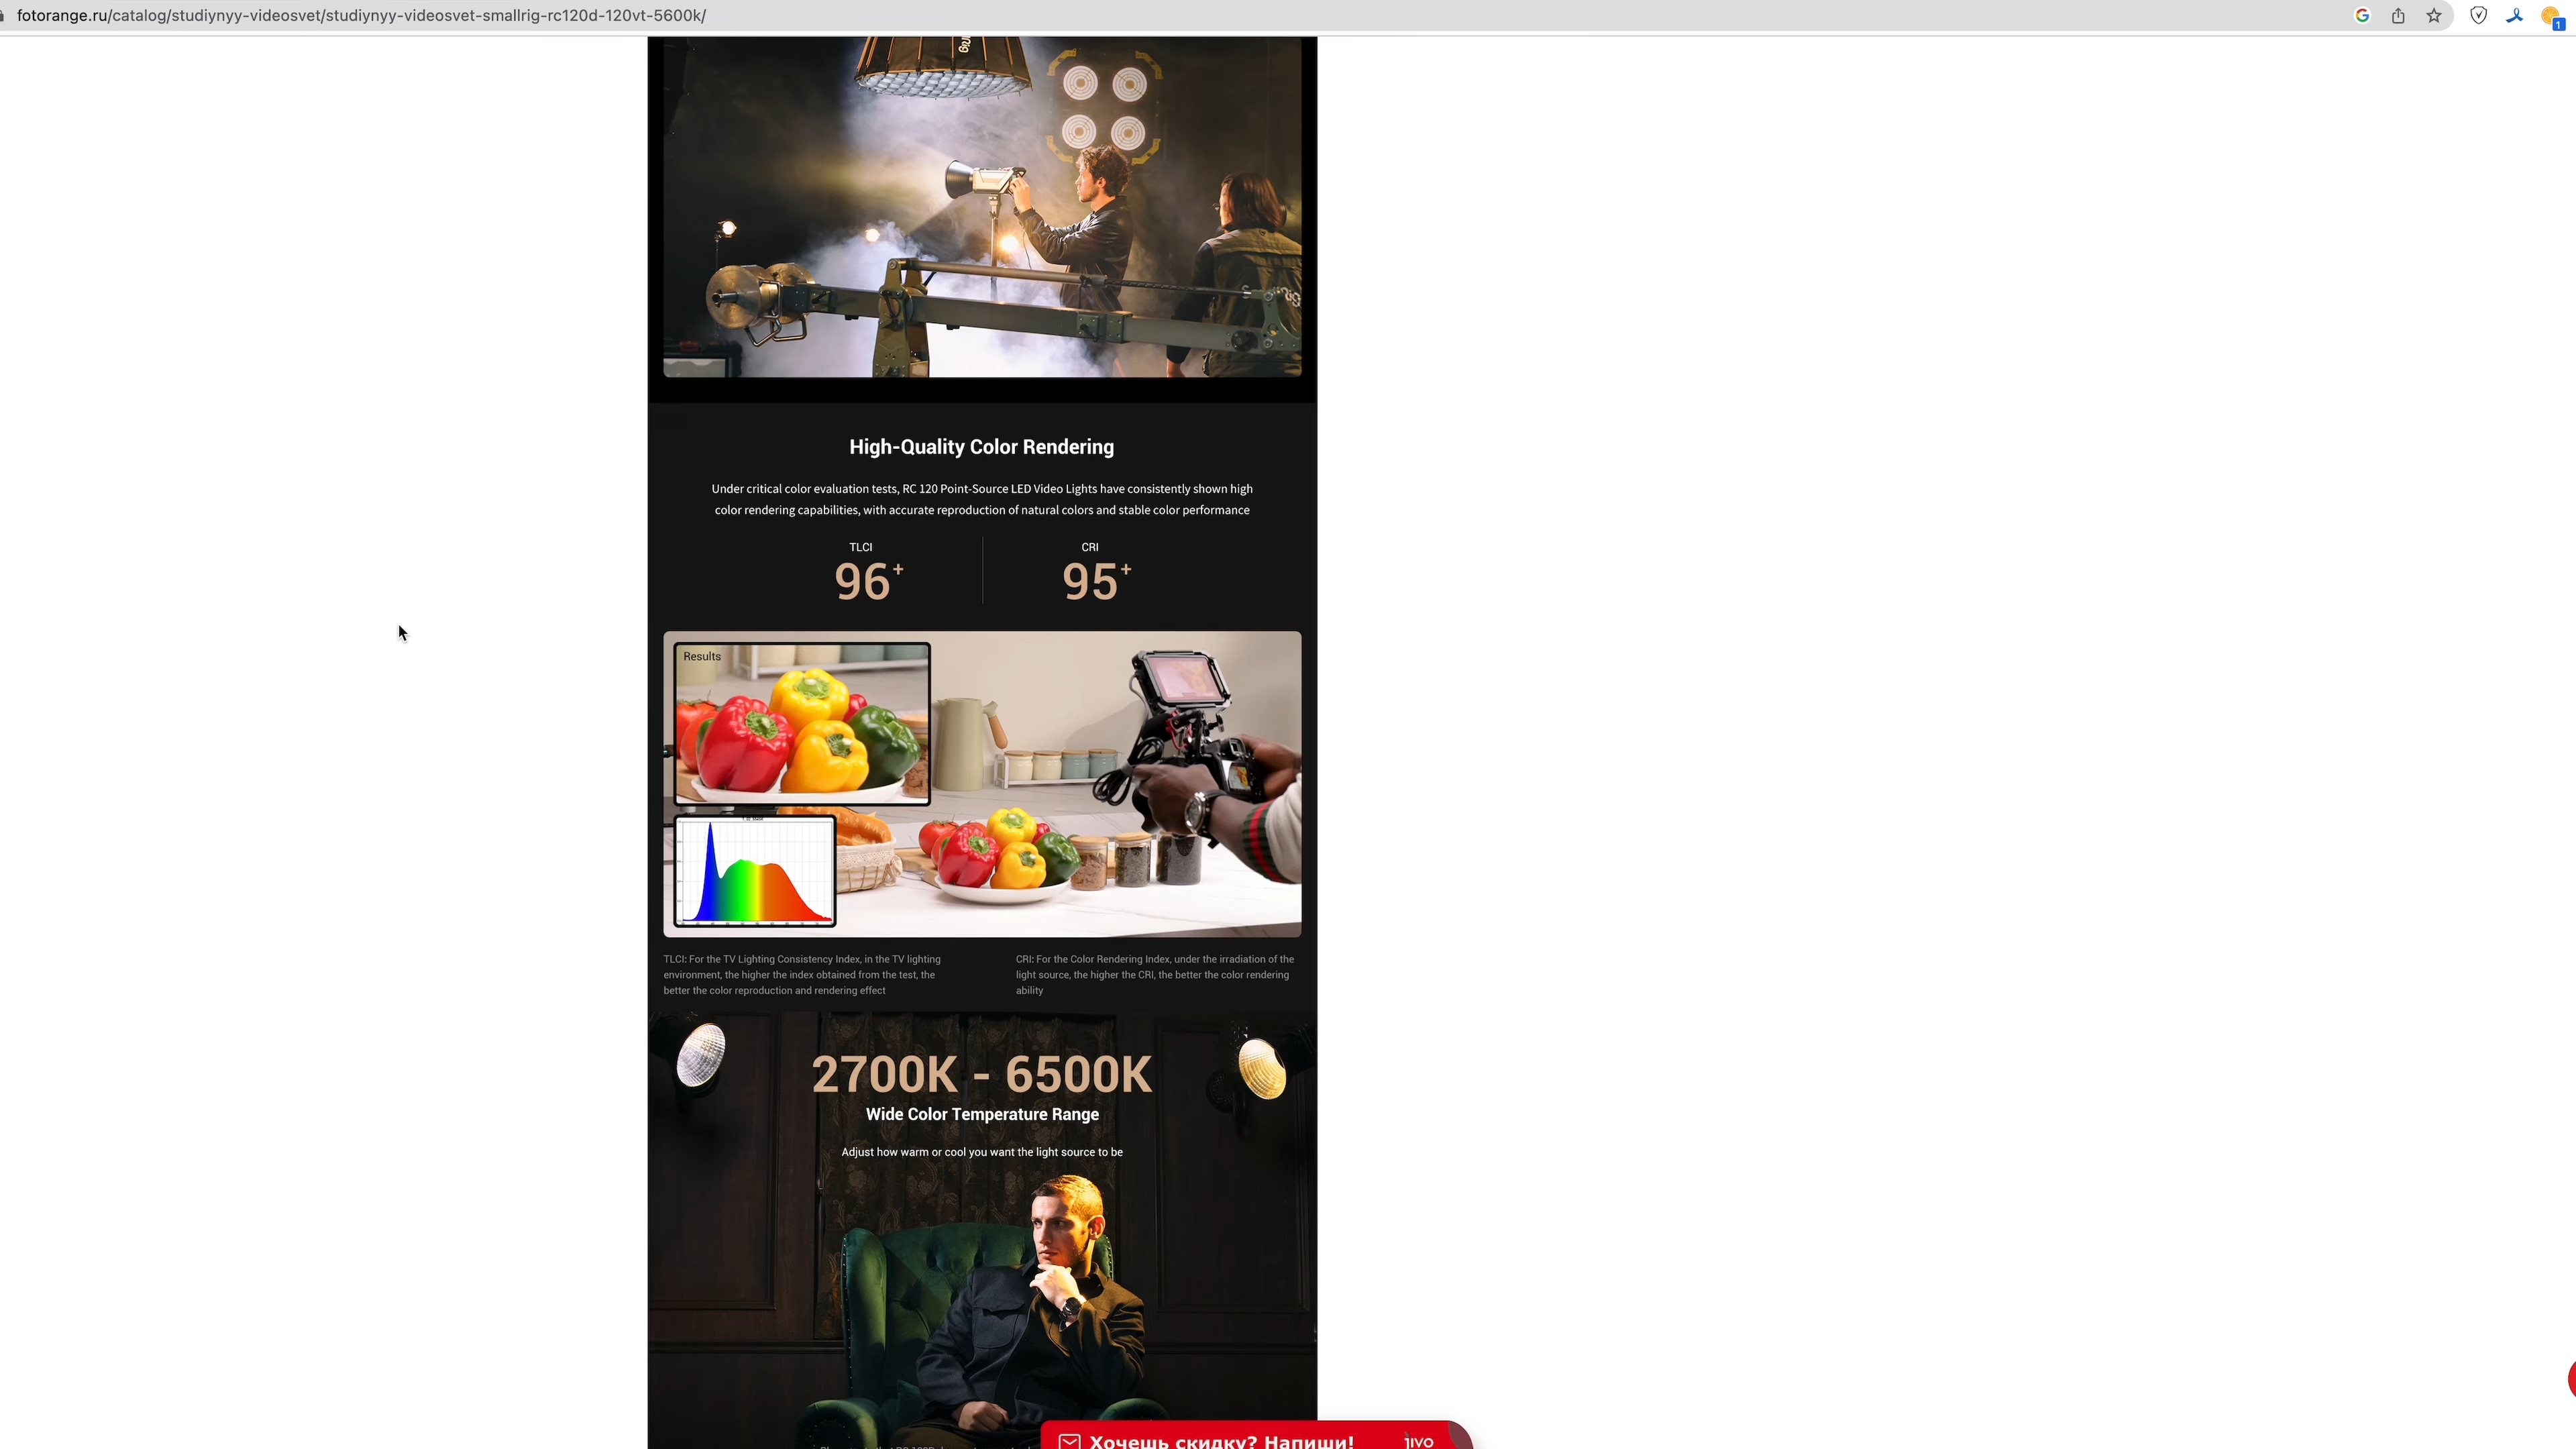 fotorange.ru/catalog/studiynyy-videosvet/studiynyy-videosvet-smallrig-rc120d-120vt-5600k/
1
High-Quality Color Rendering
Under critical color evaluation tests, RC 120 Point-Source LED Video Lights have consistently shown high
color rendering capabilities, with accurate reproduction of natural colors and stable color performance
TLCI
96+
CRI
95+
Results
TLCI: For the TV Lighting Consistency Index, in the TV lighting
environment, the higher the index obtained from the test, the
better the color reproduction and rendering effect
CRI: For the Color Rendering Index, under the irradiation of the
light source, the higher the CRI, the better the color rendering
ability
2700K - 6500K
Wide Color Temperature Range
Adjust how warm or cool you want the light source to be
Хочешь скидку? Напиши!
jivo